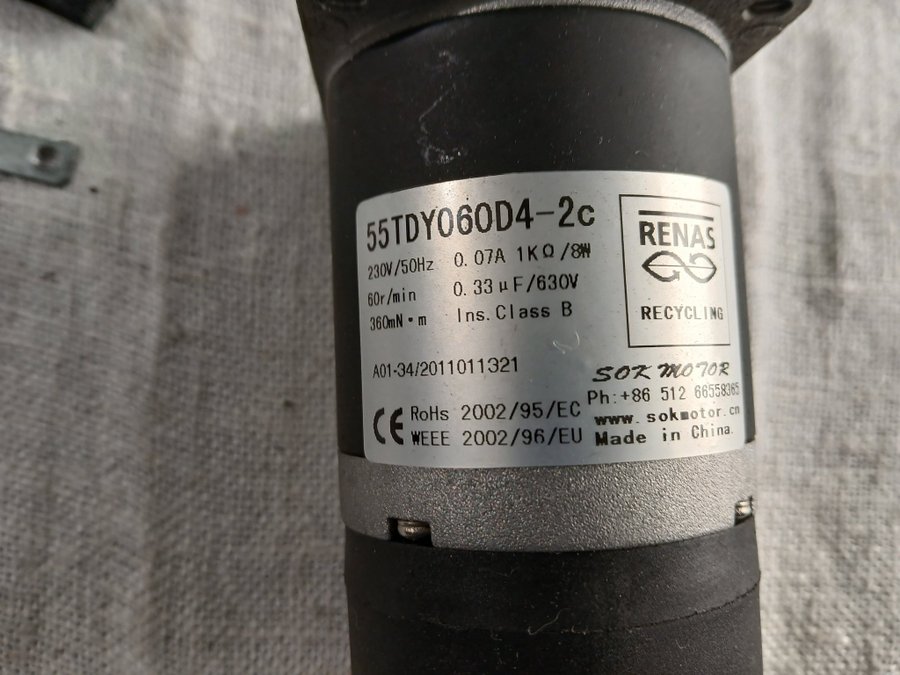 55TDY060D4-2c
230V/50Hz 0.07A 1KΩ/8W
60r/min 0.33μF/630V
360mN·m Ins.Class B
A01-34/2011011321
CE RoHs 2002/95/EC
WEEE 2002/96/EU
RENAS
RECYCLING
SOK MOTOR
Ph:+86 512 66558365
www.sokmotor.cn
Made in China.